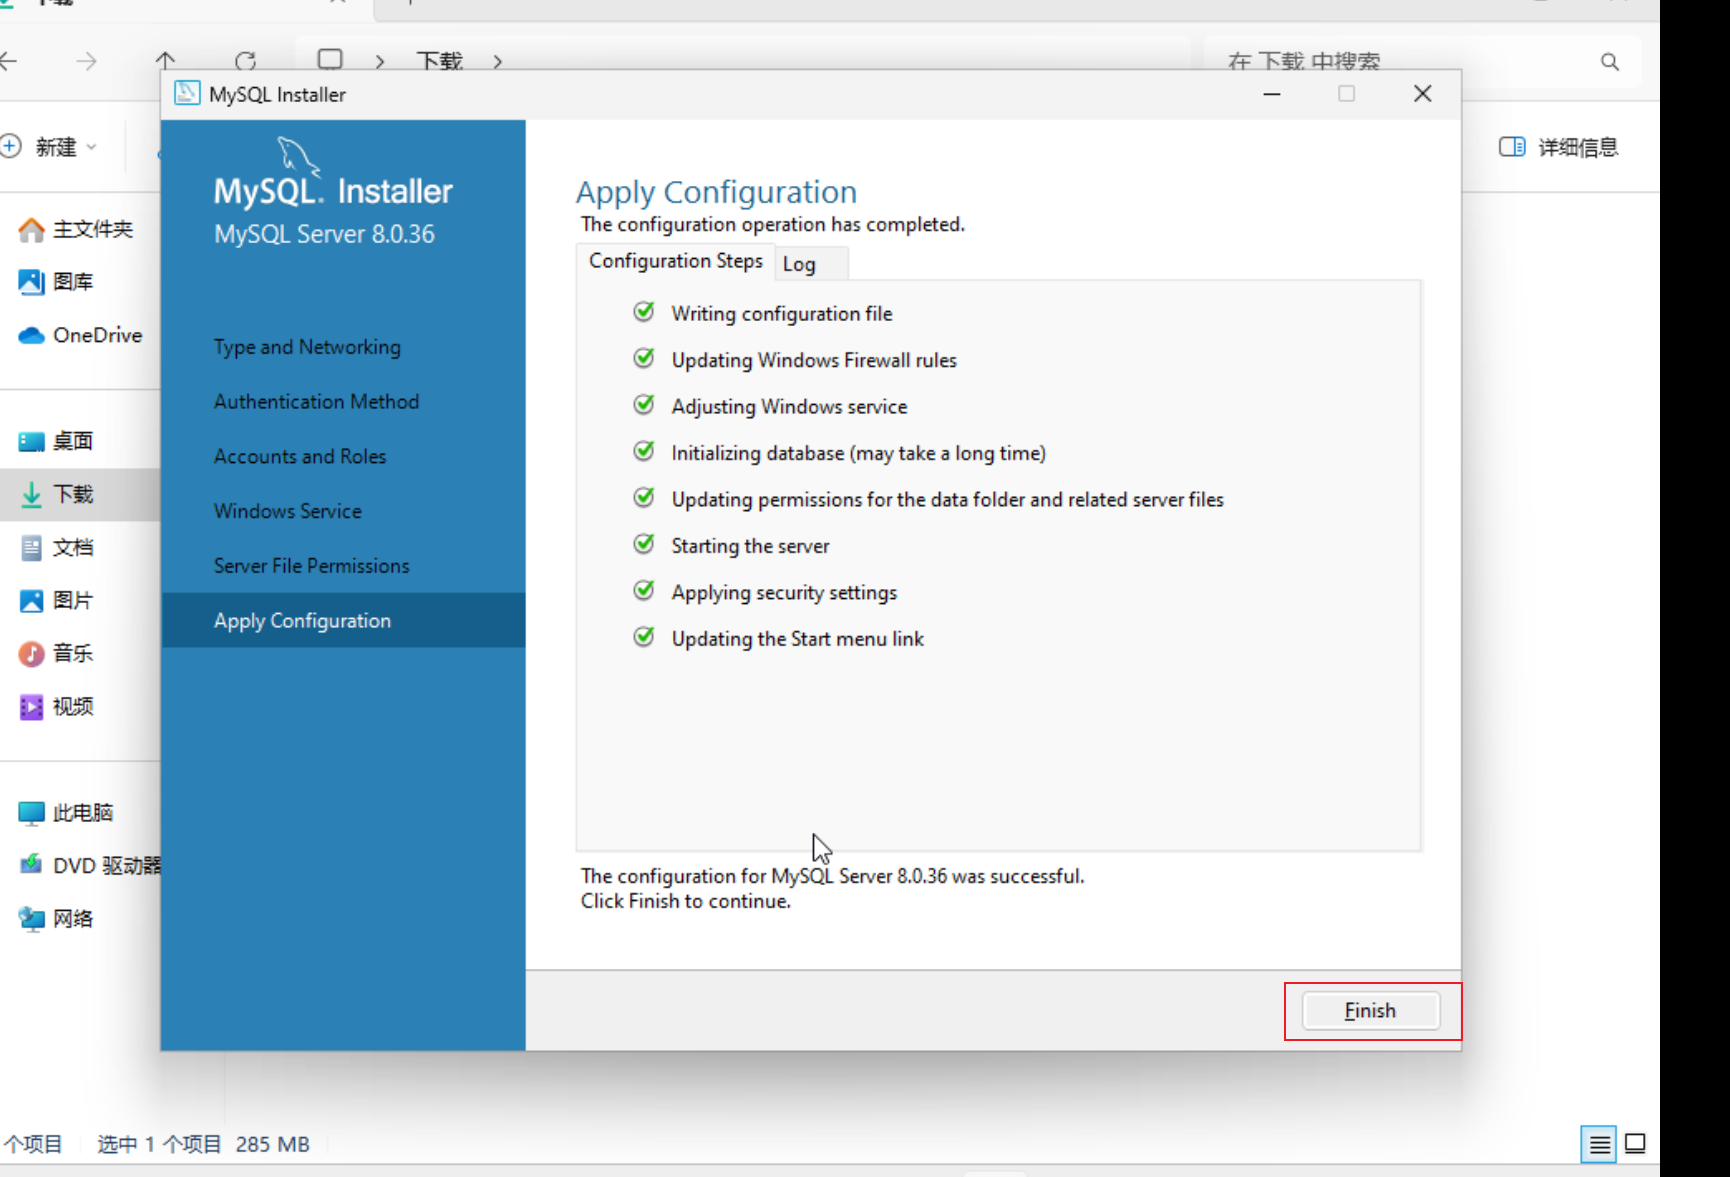 下载
在 下载 中搜索
MySQL Installer
新建
详细信息
主文件夹
图库
OneDrive
桌面
下载
文档
图片
音乐
视频
此电脑
DVD 驱动器
网络
MySQL. Installer
MySQL Server 8.0.36
Type and Networking
Authentication Method
Accounts and Roles
Windows Service
Server File Permissions
Apply Configuration
Apply Configuration
The configuration operation has completed.
Configuration Steps
Log
Writing configuration file
Updating Windows Firewall rules
Adjusting Windows service
Initializing database (may take a long time)
Updating permissions for the data folder and related server files
Starting the server
Applying security settings
Updating the Start menu link
The configuration for MySQL Server 8.0.36 was successful.
Click Finish to continue.
Finish
个项目
选中 1 个项目 285 MB